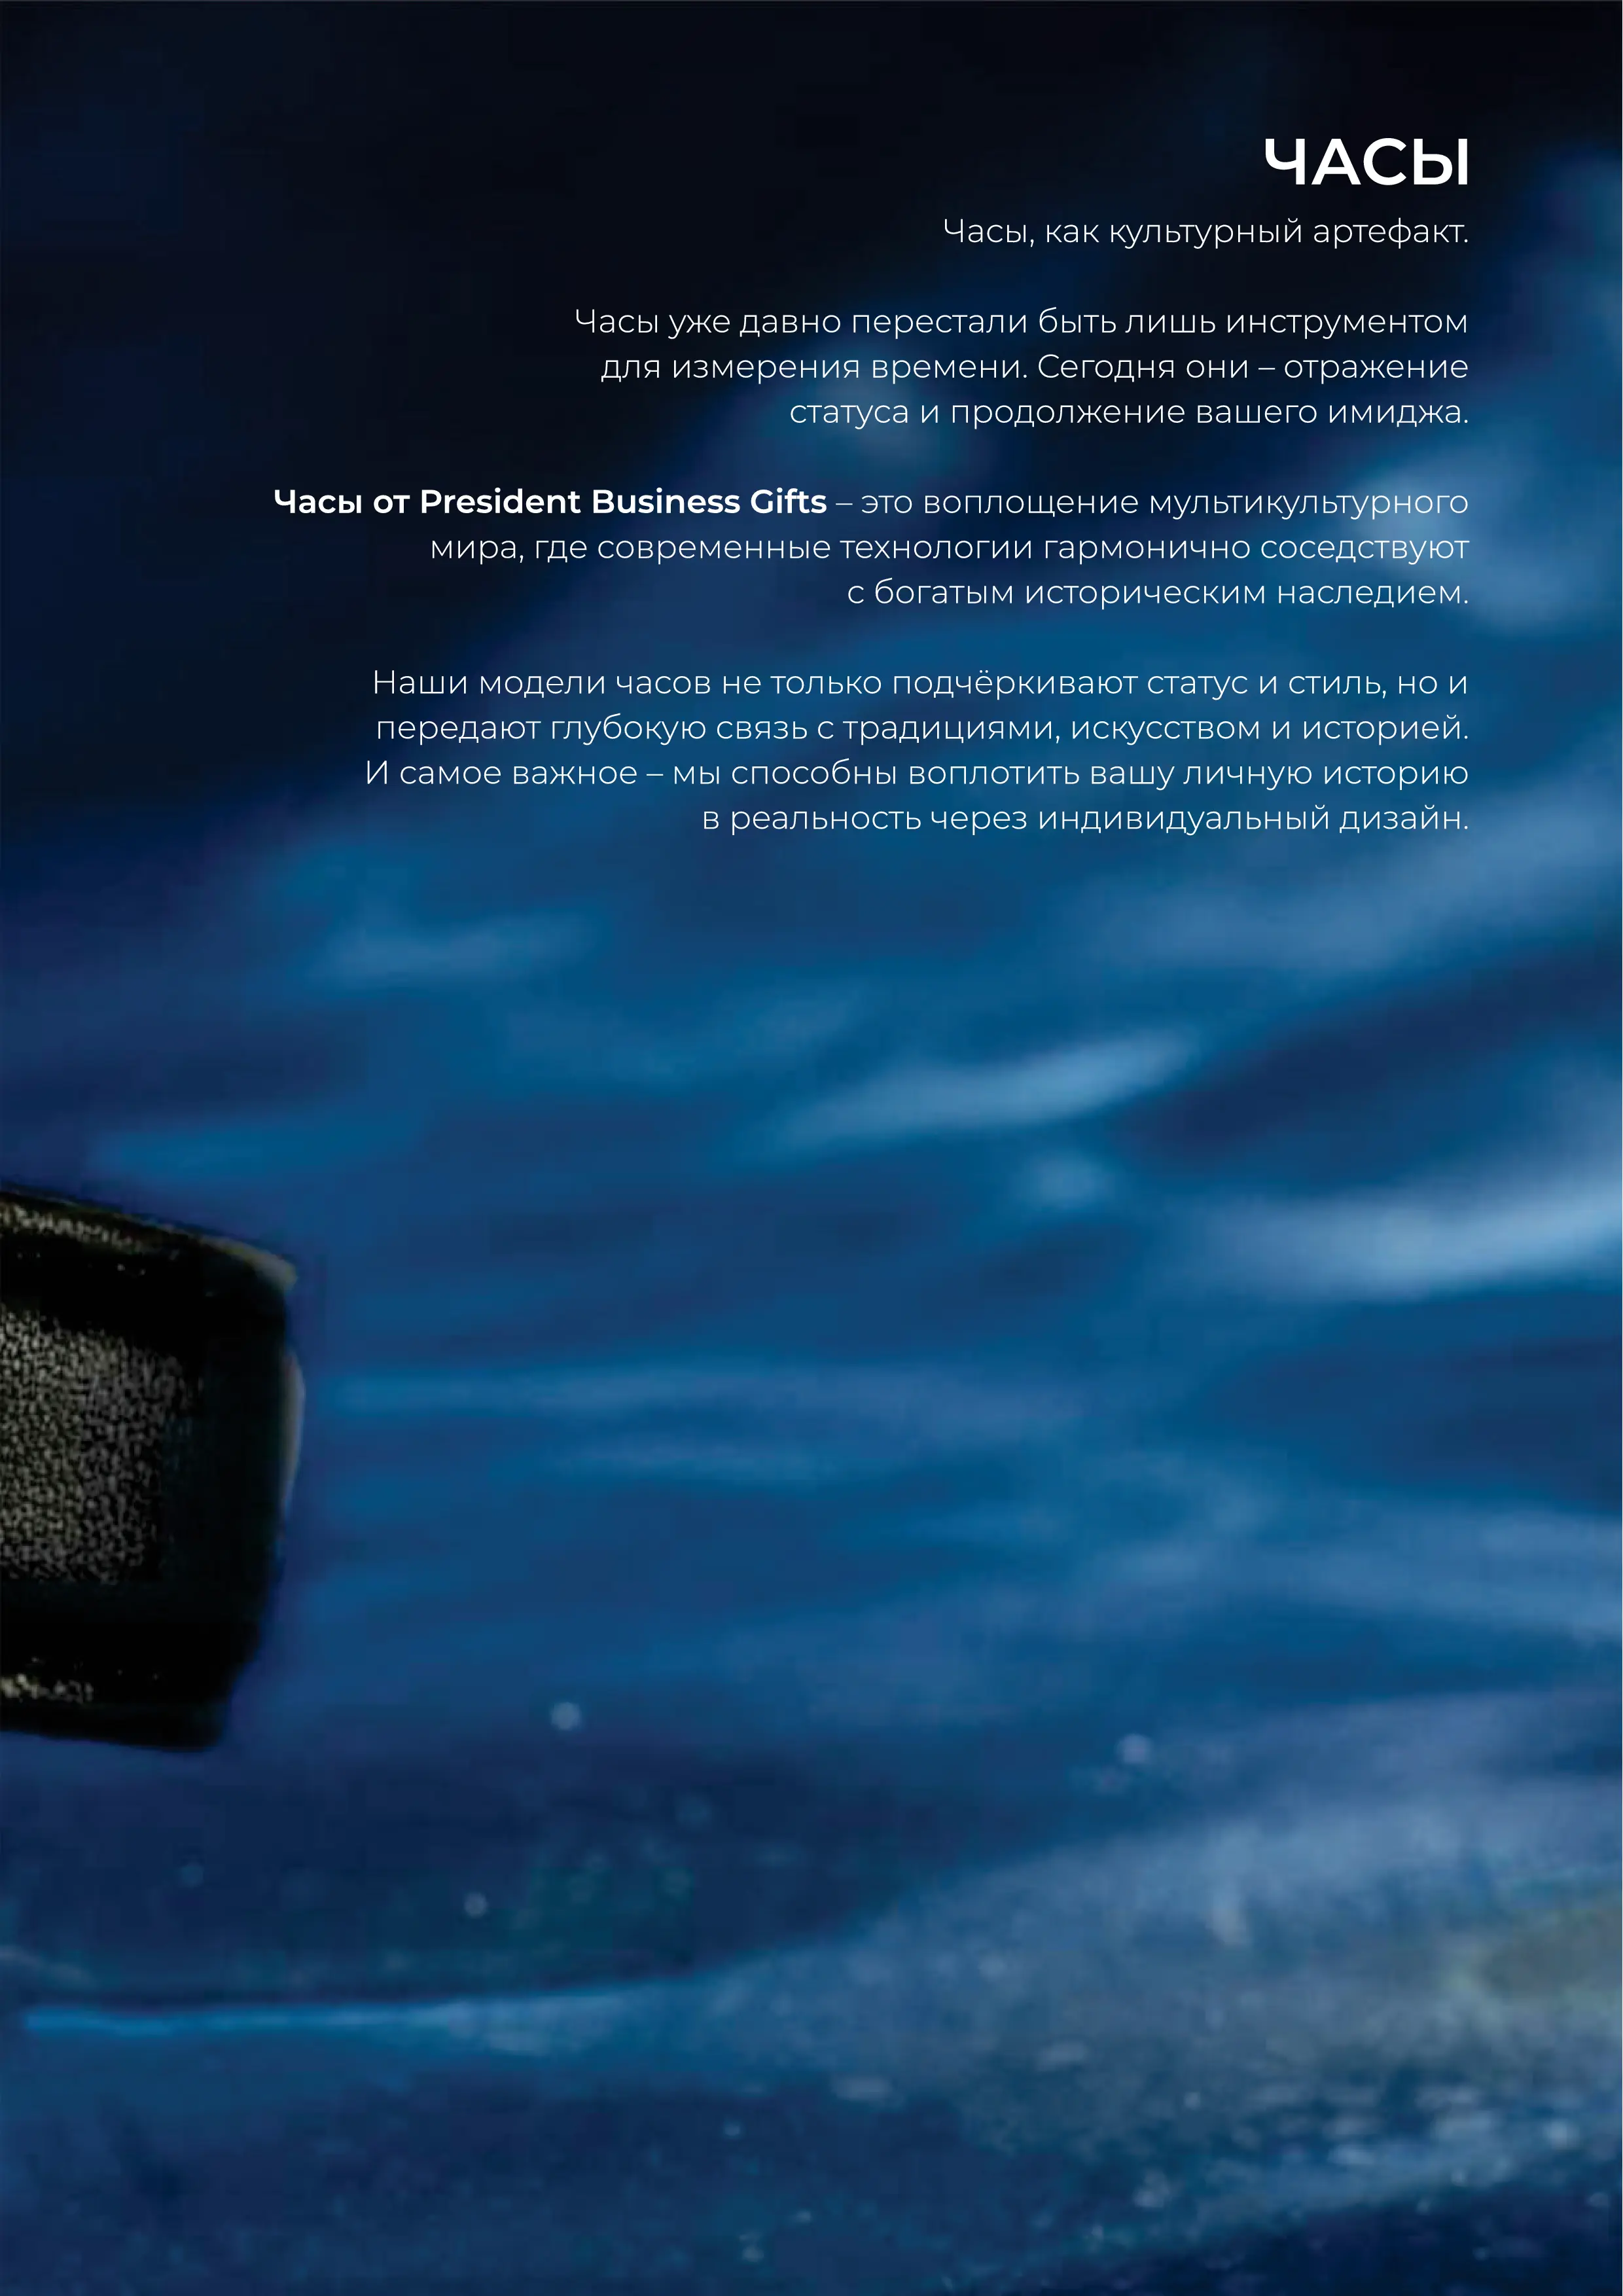 ЧАСЫ
Часы, как культурный артефакт.
Часы уже давно перестали быть лишь инструментом
для измерения времени. Сегодня они – отражение
статуса и продолжение вашего имиджа.
Часы от President Business Gifts – это воплощение мультикультурного
мира, где современные технологии гармонично соседствуют
с богатым историческим наследием.
Наши модели часов не только подчёркивают статус и стиль, но и
передают глубокую связь с традициями, искусством и историей.
И самое важное – мы способны воплотить вашу личную историю
в реальность через индивидуальный дизайн.